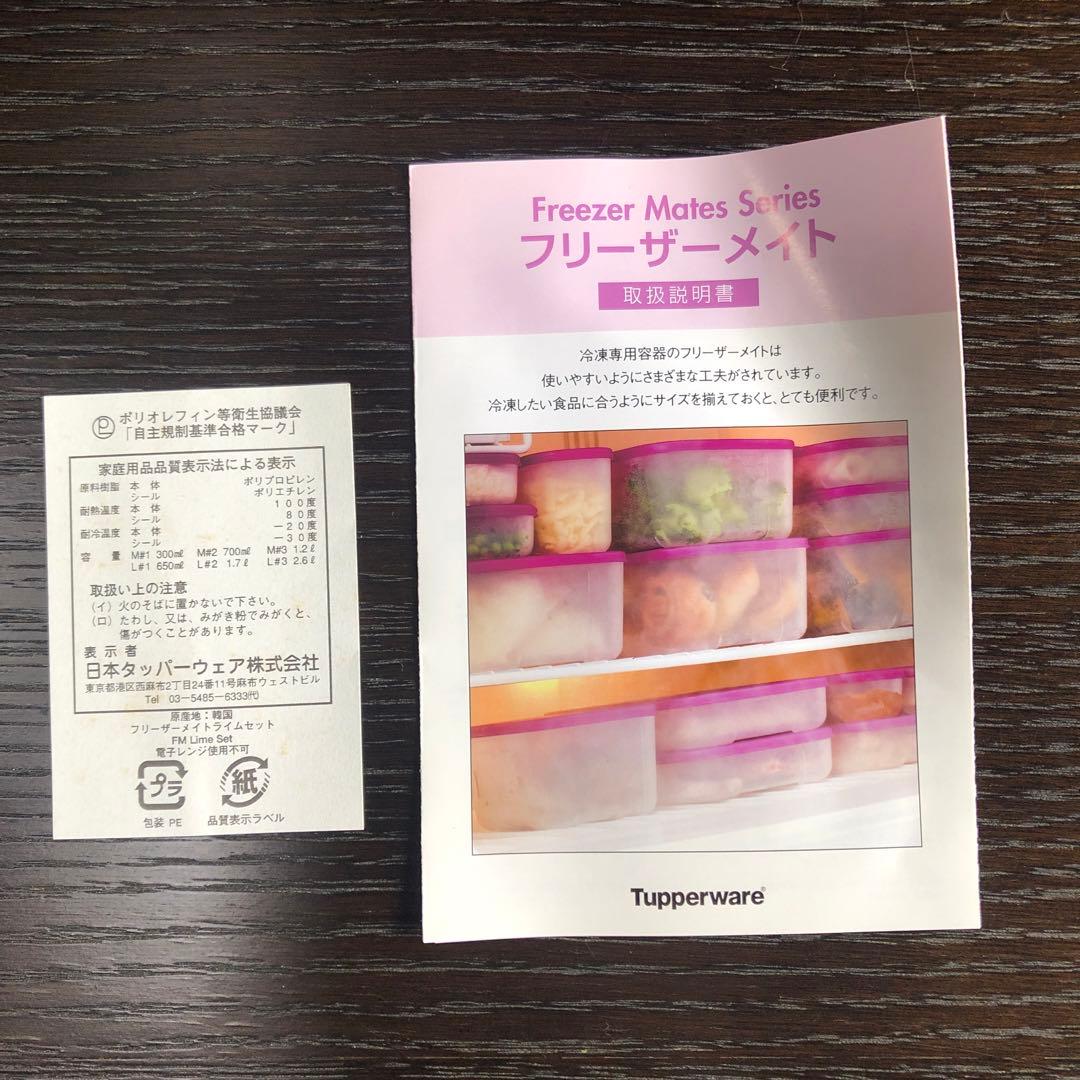 ポリオレフィン等衛生協議会
「自主規制基準合格マーク」
家庭用品品質表示法による表示
原料樹脂 本体 ポリプロピレン
シール ポリエチレン
耐熱温度 本体 100度
シール 80度
耐冷温度 本体 −20度
シール −30度
容量 M#1 300㎖ M#2 700㎖ M#3 1.2ℓ
L#1 650㎖ L#2 1.7ℓ L#3 2.6ℓ
取扱い上の注意
(イ) 火のそばに置かないで下さい。
(ロ) たわし、又は、みがき粉でみがくと、
傷がつくことがあります。
表示者
日本タッパーウェア株式会社
東京都港区西麻布2丁目24番11号麻布ウェストビル
Tel 03−5485−6333㈹
原産地：韓国
フリーザーメイトライムセット
FM Lime Set
電子レンジ使用不可
プラ
紙
包装 PE 品質表示ラベル
Freezer Mates Series
フリーザーメイト
取扱説明書
冷凍専用容器のフリーザーメイトは
使いやすいようにさまざまな工夫がされています。
冷凍したい食品に合うようにサイズを揃えておくと、とても便利です。
Tupperware®